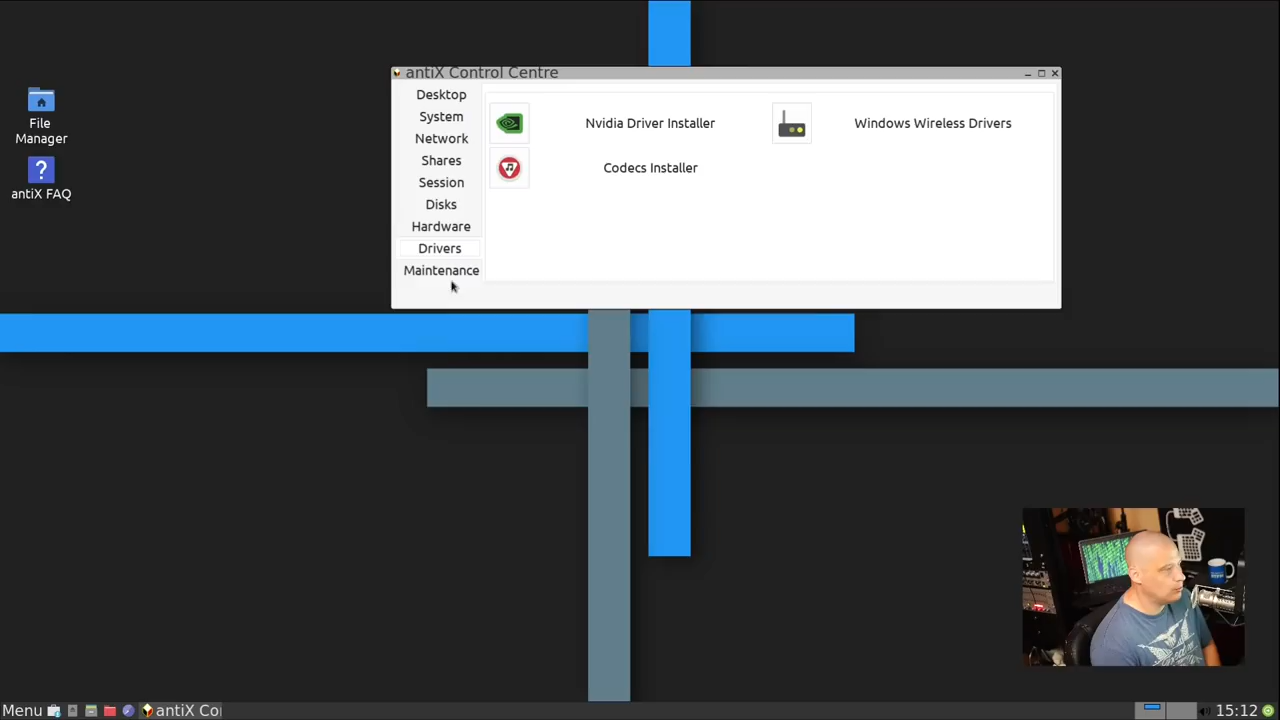 antiX Control Centre
Desktop
System
Network
Shares
Session
Disks
Hardware
Drivers
Maintenance
Nvidia Driver Installer
Windows Wireless Drivers
Codecs Installer
File
Manager
?
antiX FAQ
Menu
antiX Co
15:12